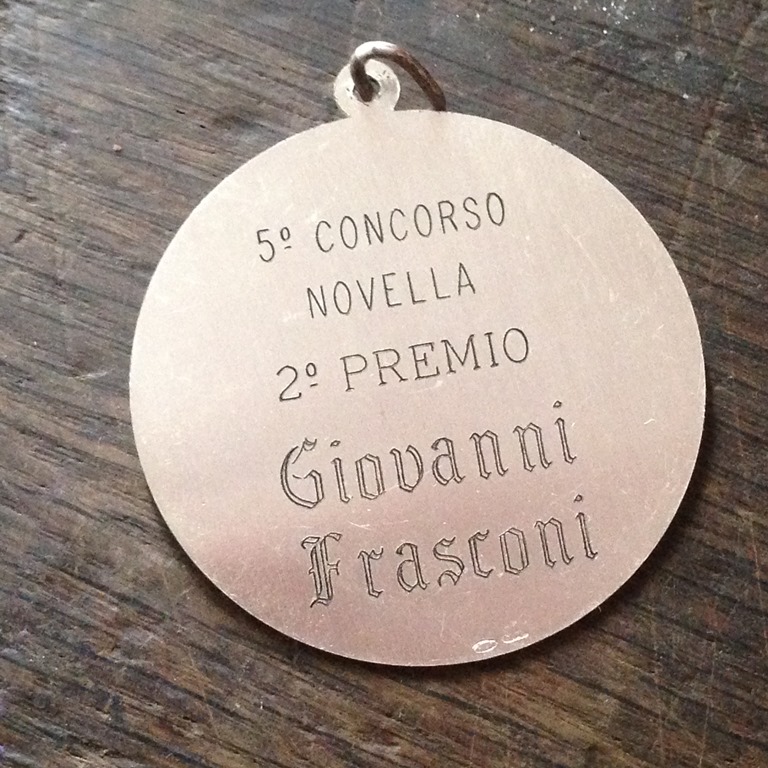 5º CONCORSO
NOVELLA
2º PREMIO
Giovanni
Frasconi